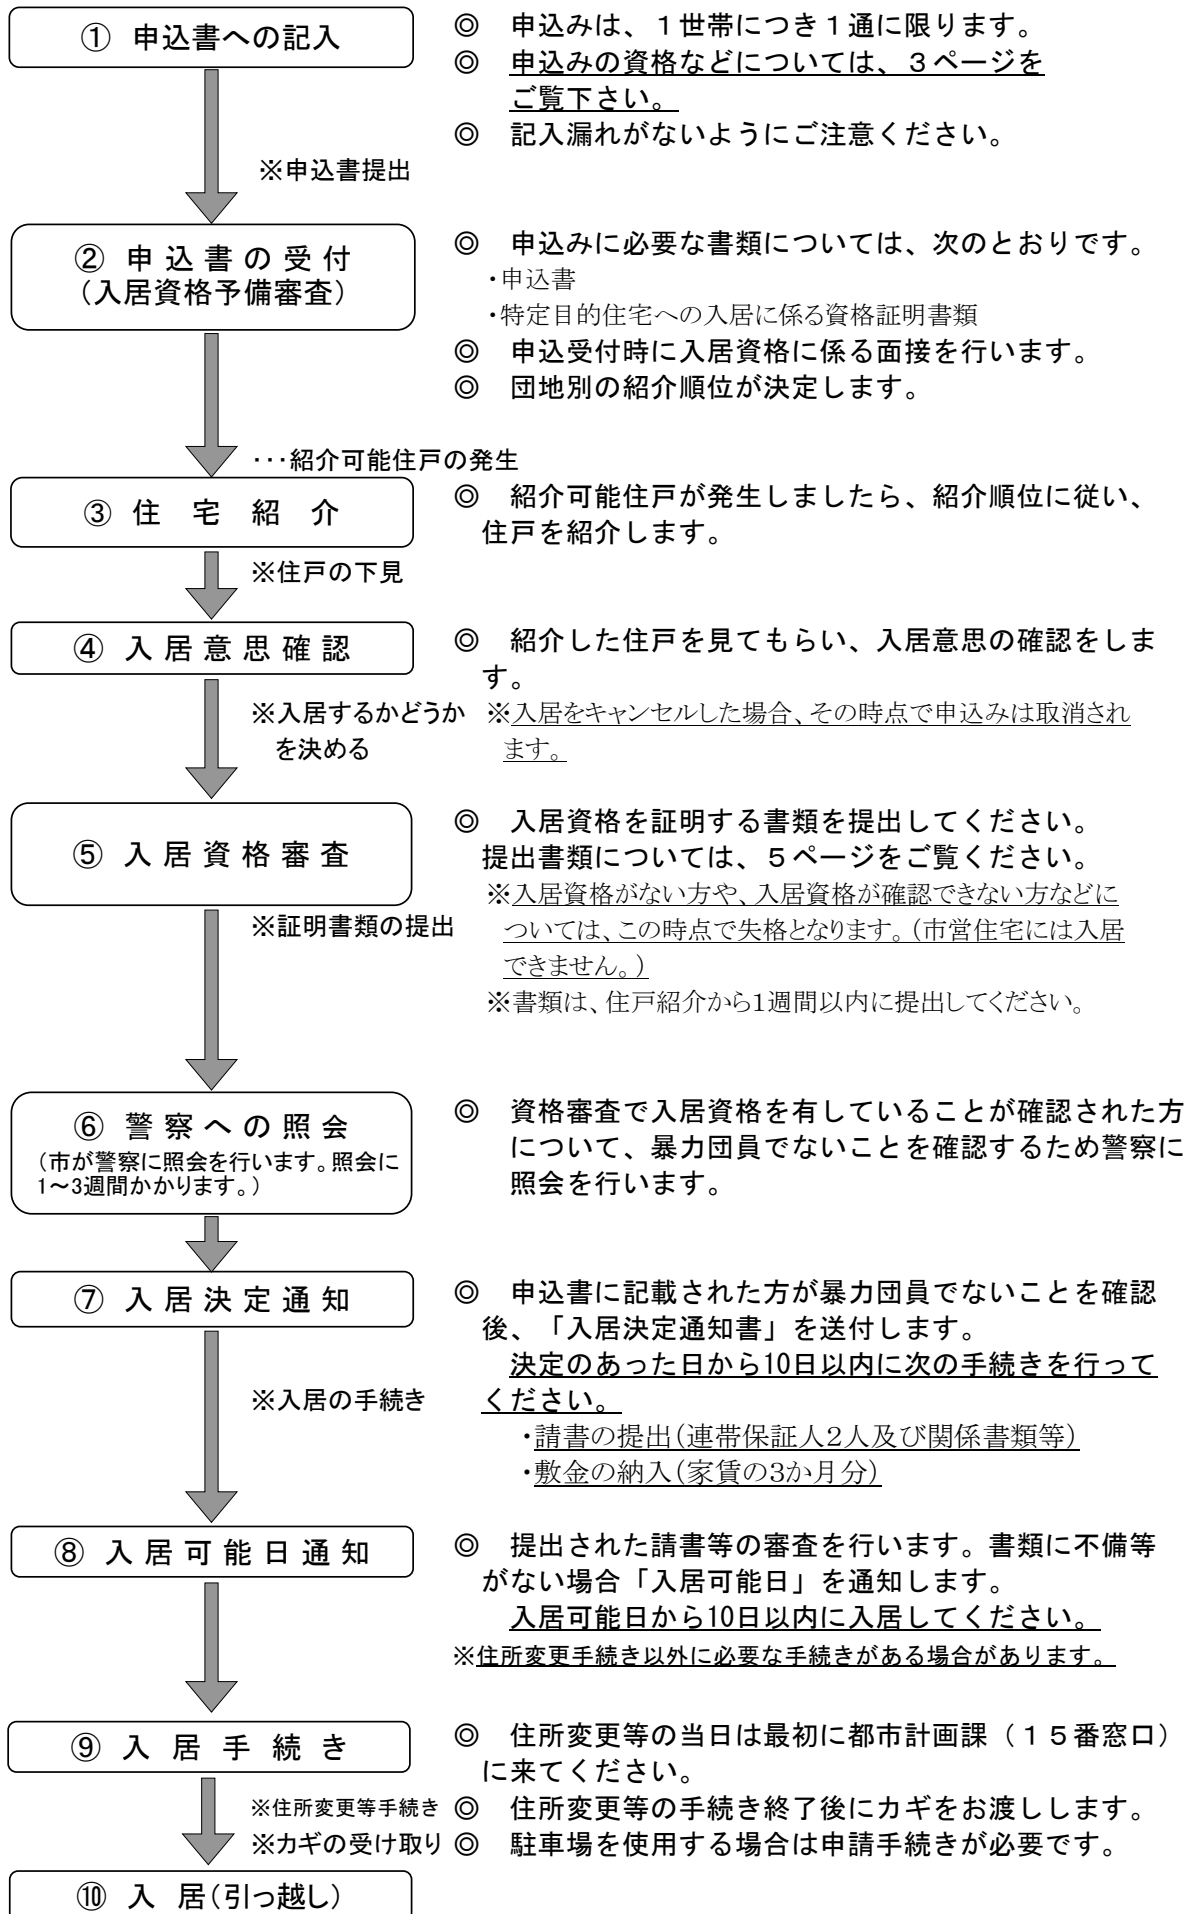 ① 申込書への記入
◎ 申込みは、１世帯につき１通に限ります。
◎ 申込みの資格などについては、３ページを
ご覧下さい。
◎ 記入漏れがないようにご注意ください。
※申込書提出
② 申込書の受付
（入居資格予備審査）
◎ 申込みに必要な書類については、次のとおりです。
・申込書
・特定目的住宅への入居に係る資格証明書類
◎ 申込受付時に入居資格に係る面接を行います。
◎ 団地別の紹介順位が決定します。
･･･紹介可能住戸の発生
③ 住 宅 紹 介
◎ 紹介可能住戸が発生しましたら、紹介順位に従い、
住戸を紹介します。
※住戸の下見
④ 入居意思確認
◎ 紹介した住戸を見てもらい、入居意思の確認をしま
す。
※入居するかどうか
を決める
※入居をキャンセルした場合、その時点で申込みは取消され
ます。
⑤ 入居資格審査
◎ 入居資格を証明する書類を提出してください。
提出書類については、５ページをご覧ください。
※入居資格がない方や、入居資格が確認できない方などに
ついては、この時点で失格となります。（市営住宅には入居
できません。）
※証明書類の提出
※書類は、住戸紹介から1週間以内に提出してください。
⑥ 警察への照会
（市が警察に照会を行います。照会に
1～3週間かかります。）
◎ 資格審査で入居資格を有していることが確認された方
について、暴力団員でないことを確認するため警察に
照会を行います。
⑦ 入居決定通知
◎ 申込書に記載された方が暴力団員でないことを確認
後、「入居決定通知書」を送付します。
決定のあった日から10日以内に次の手続きを行って
ください。
※入居の手続き
・請書の提出（連帯保証人2人及び関係書類等）
・敷金の納入（家賃の3か月分）
⑧ 入居可能日通知
◎ 提出された請書等の審査を行います。書類に不備等
がない場合「入居可能日」を通知します。
入居可能日から10日以内に入居してください。
※住所変更手続き以外に必要な手続きがある場合があります。
⑨ 入居手続き
◎ 住所変更等の当日は最初に都市計画課（１５番窓口）
に来てください。
※住所変更等手続き
◎ 住所変更等の手続き終了後にカギをお渡しします。
※カギの受け取り
◎ 駐車場を使用する場合は申請手続きが必要です。
⑩ 入 居（引っ越し）